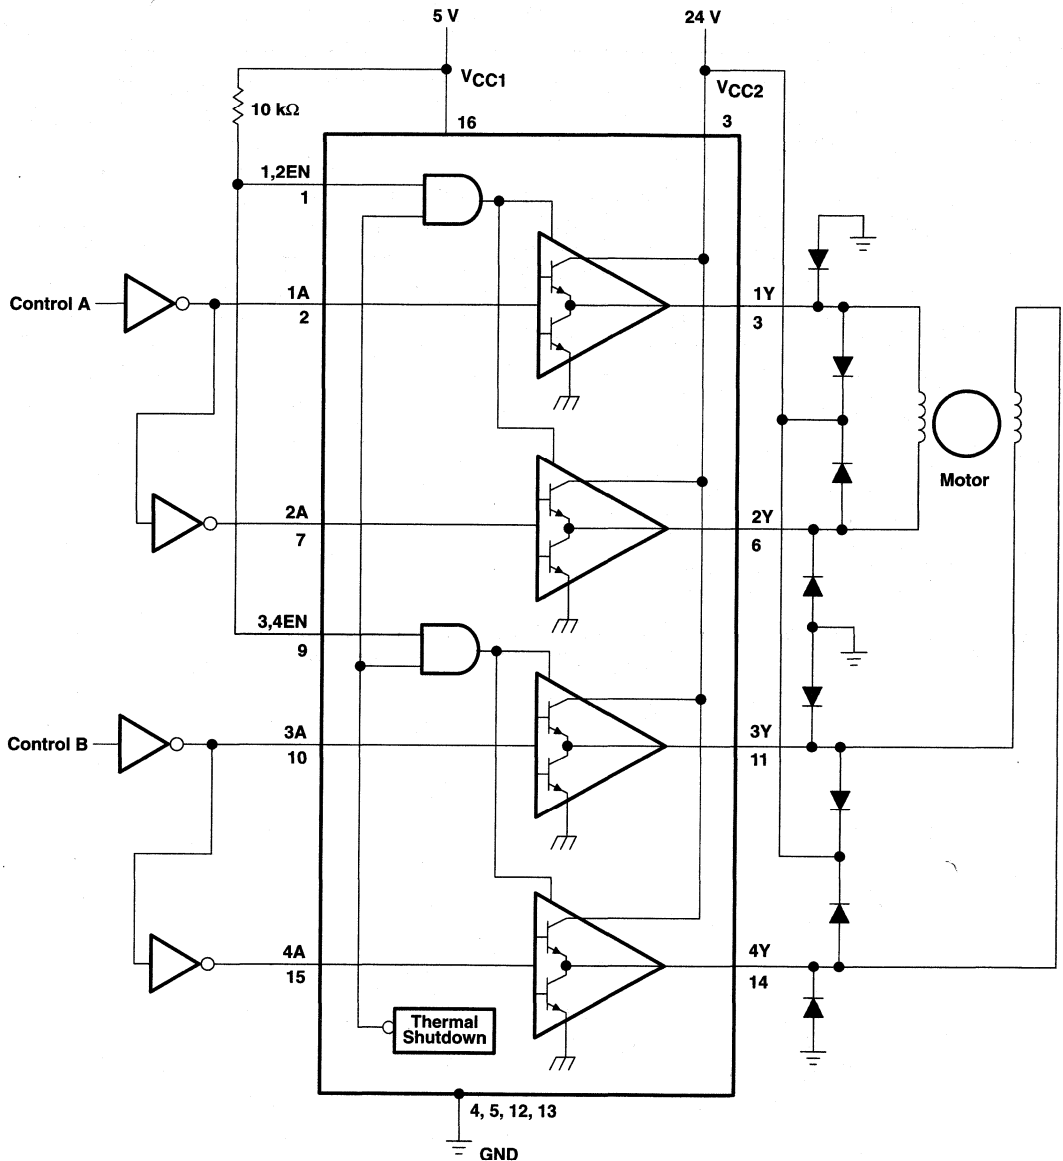 5 V
24 V
VCC1
VCC2
10 kΩ
16
3
1,2EN
1
Control A
1A
2
1Y
3
Motor
2A
7
2Y
6
3,4EN
9
Control B
3A
10
3Y
11
4A
15
4Y
14
Thermal
Shutdown
4, 5, 12, 13
GND